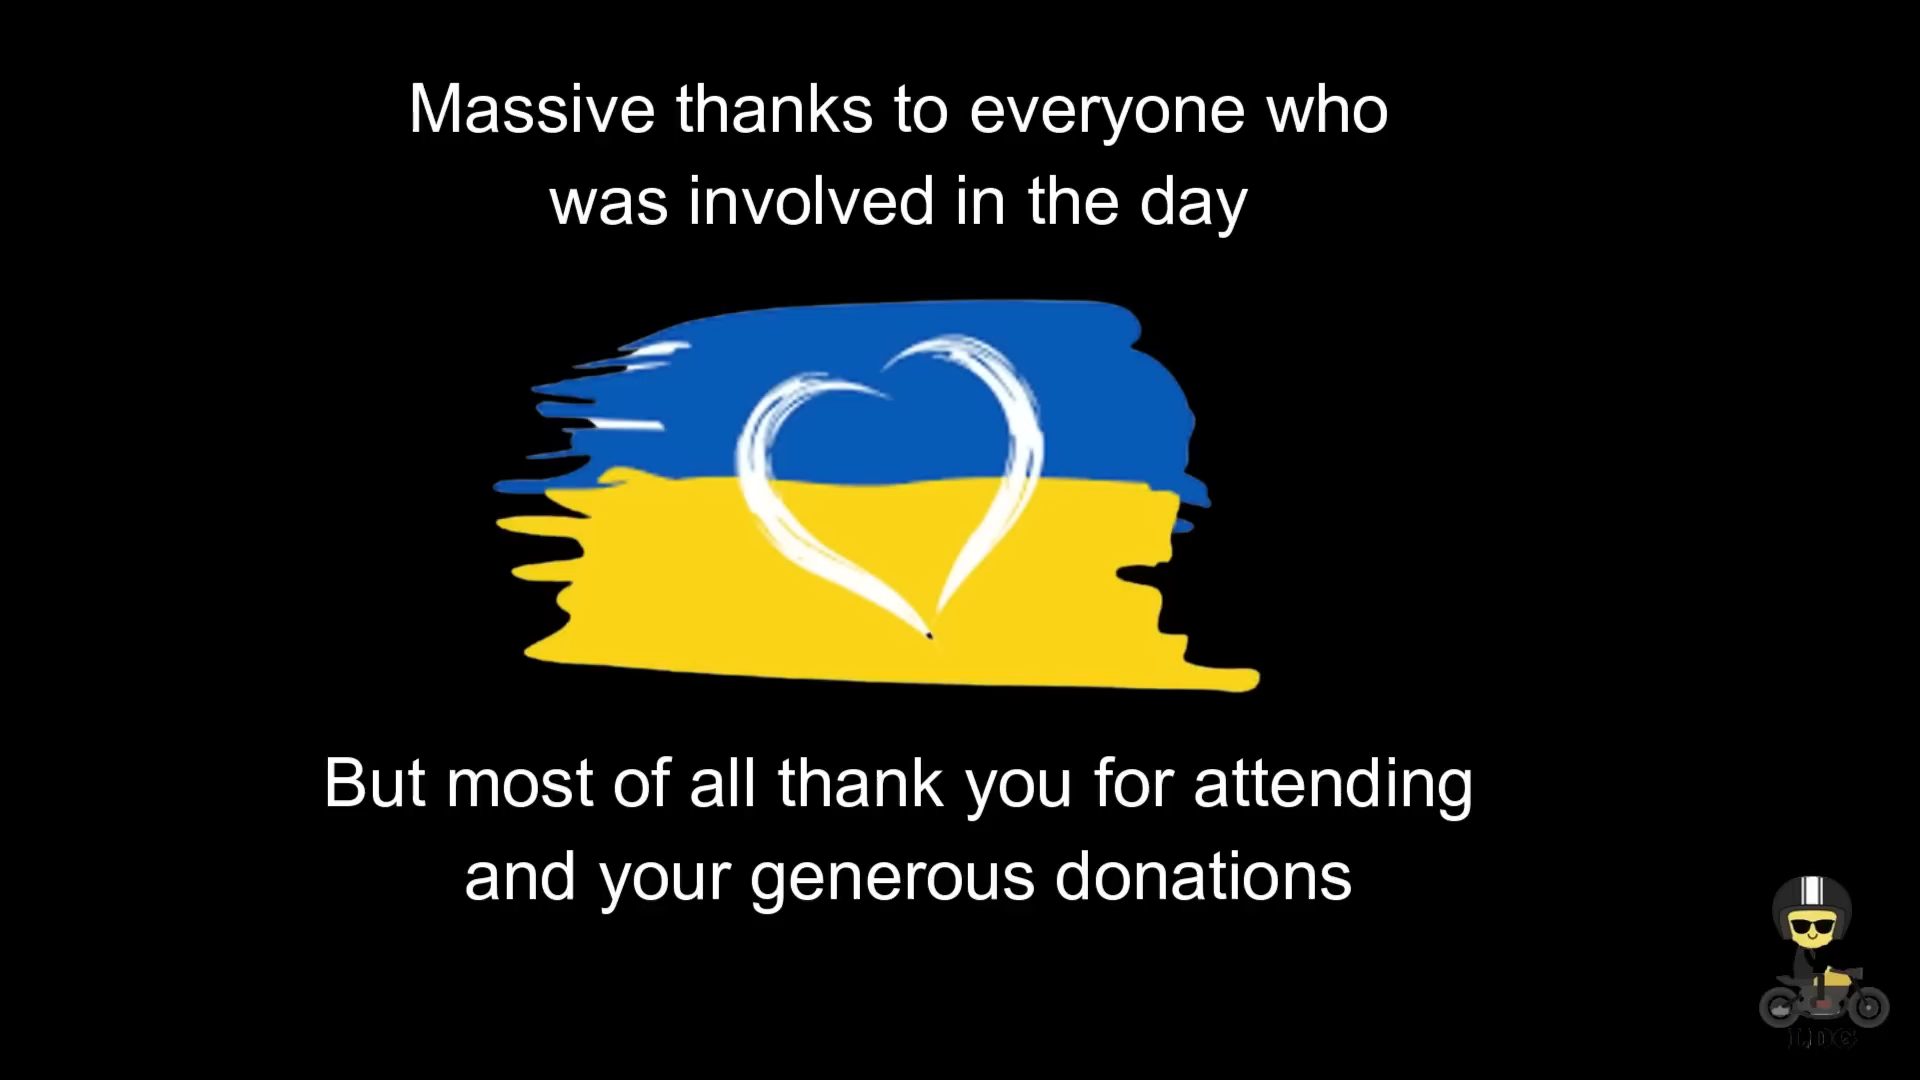 Massive thanks to everyone who
was involved in the day
But most of all thank you for attending
and your generous donations
LDG